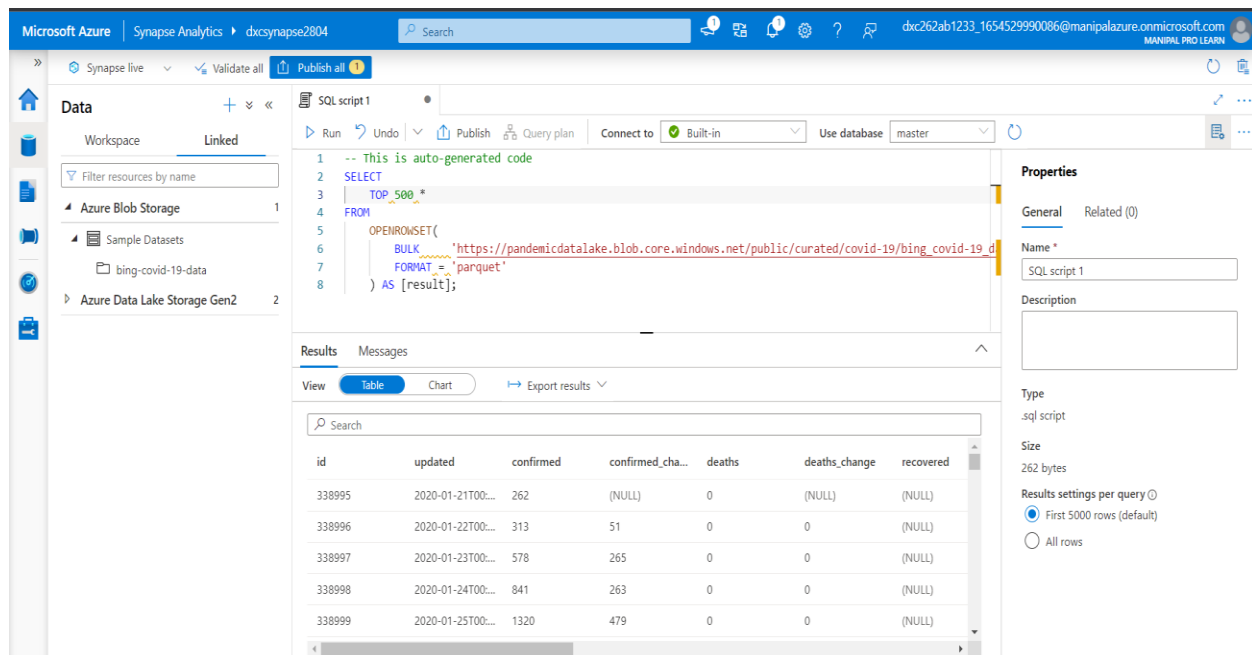 Microsoft Azure Synapse Analytics dxcsynapse2804 Search 1 1 ? dxc262ab1233_1654529990086@manipalazure.onmicrosoft.com
MANIPAL PRO LEARN
Synapse live Validate all Publish all 1
Data
Workspace Linked
Filter resources by name
Azure Blob Storage 1
Sample Datasets
bing-covid-19-data
Azure Data Lake Storage Gen2 2
SQL script 1
Run Undo Publish Query plan Connect to Built-in Use database master
1 -- This is auto-generated code
2 SELECT
3 TOP 500 *
4 FROM
5 OPENROWSET(
6 BULK 'https://pandemicdatalake.blob.core.windows.net/public/curated/covid-19/bing_covid-19_d
7 FORMAT = 'parquet'
8 ) AS [result];
Results Messages
View Table Chart Export results
Search
id updated confirmed confirmed_cha... deaths deaths_change recovered
338995 2020-01-21T00:... 262 (NULL) 0 (NULL) (NULL)
338996 2020-01-22T00:... 313 51 0 0 (NULL)
338997 2020-01-23T00:... 578 265 0 0 (NULL)
338998 2020-01-24T00:... 841 263 0 0 (NULL)
338999 2020-01-25T00:... 1320 479 0 0 (NULL)
Properties
General Related (0)
Name *
SQL script 1
Description
Type
.sql script
Size
262 bytes
Results settings per query
First 5000 rows (default)
All rows